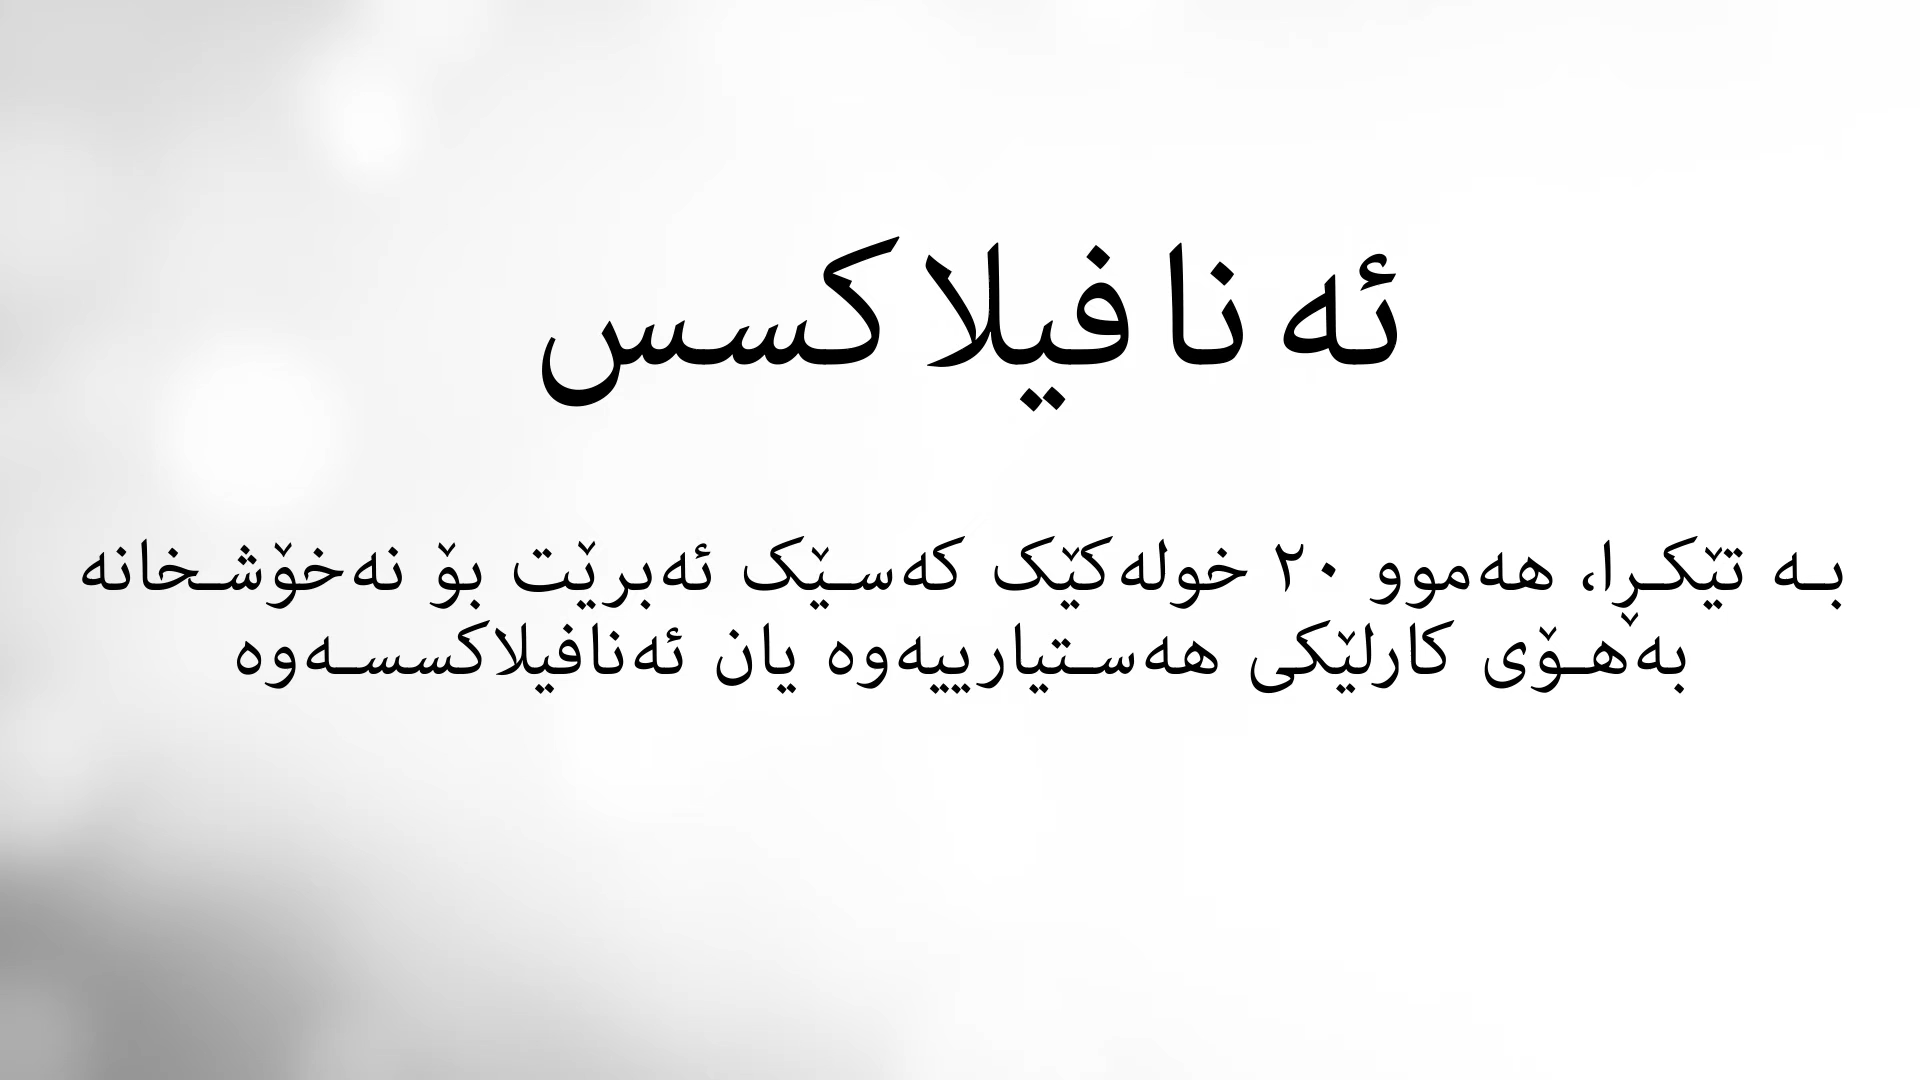 ئەنافیلاکسس
بە تێکڕا، هەموو ٢٠ خولەکێک کەسێک ئەبرێت بۆ نەخۆشخانە
بەهۆی کارلێکی هەستیارییەوە یان ئەنافیلاکسسەوە